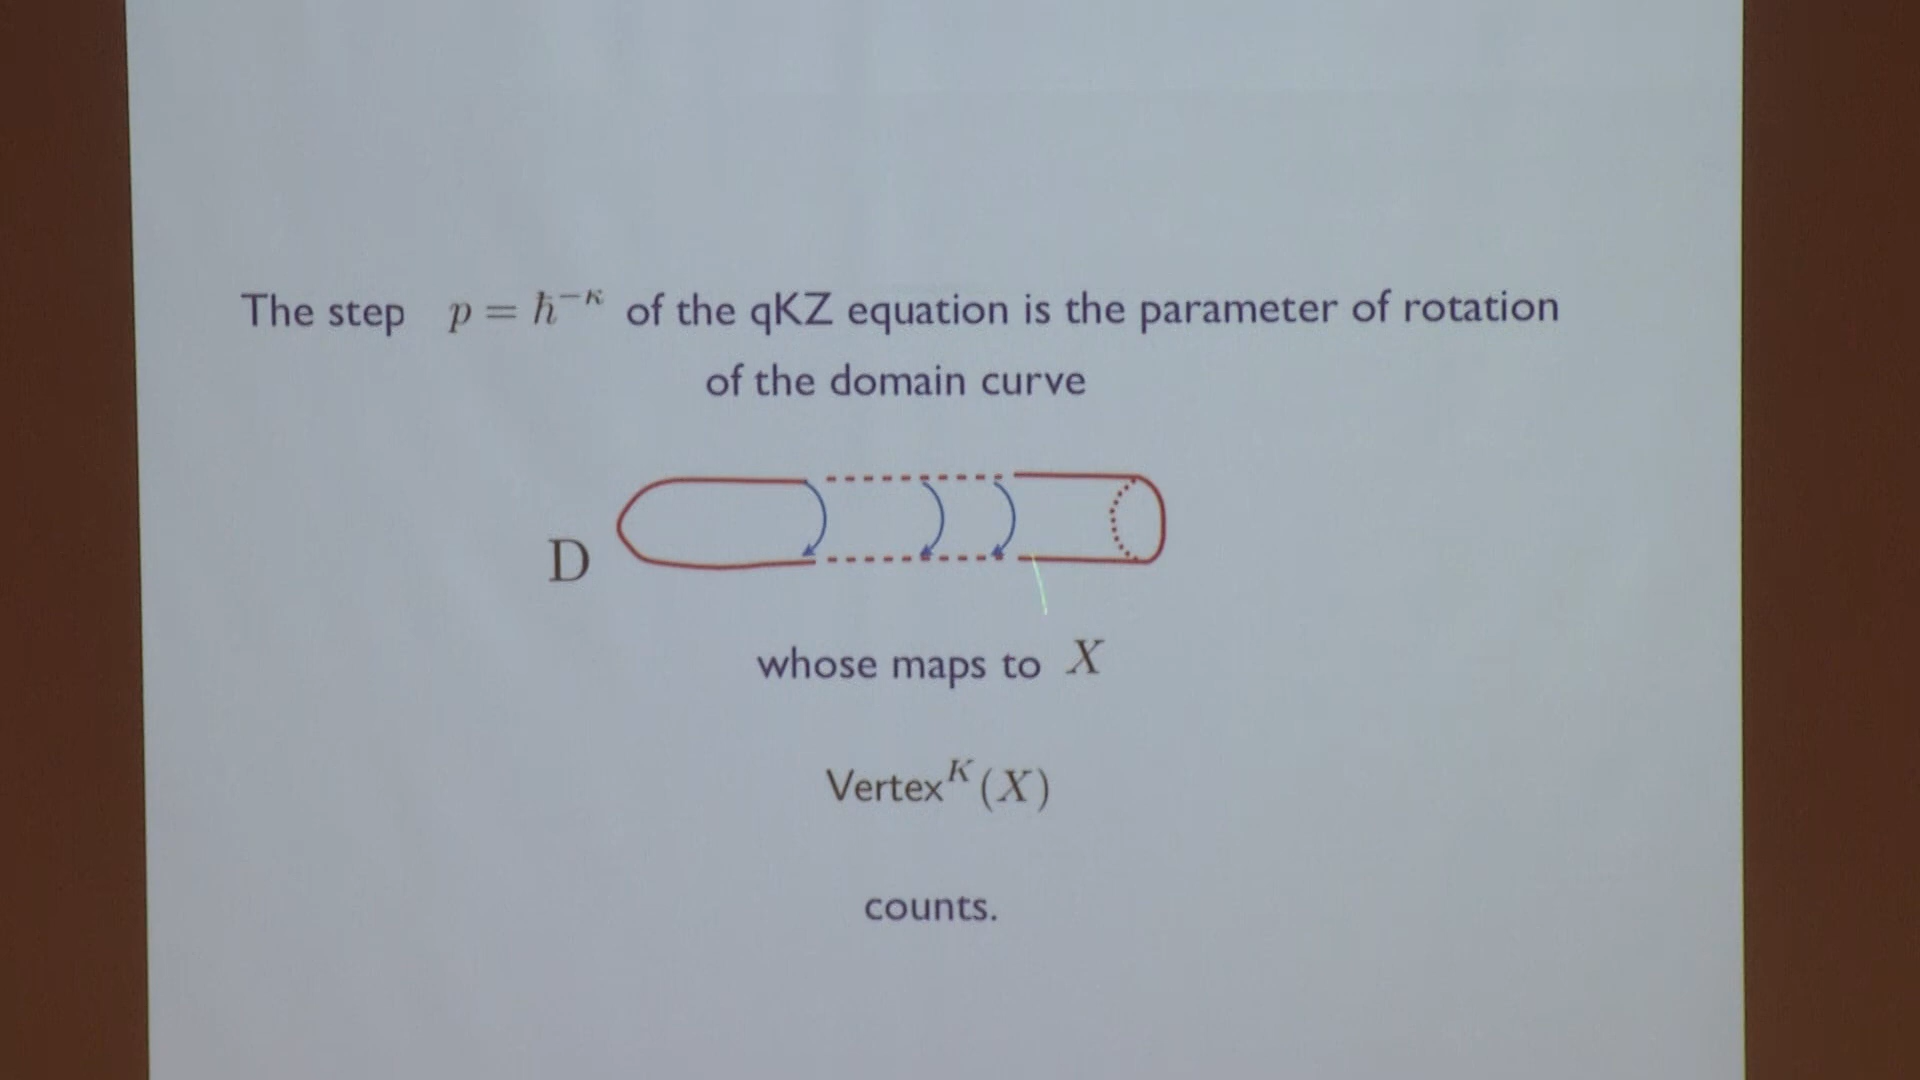 The step p = ħ^{-κ} of the qKZ equation is the parameter of rotation
of the domain curve
D
whose maps to X
Vertex^K (X)
counts.